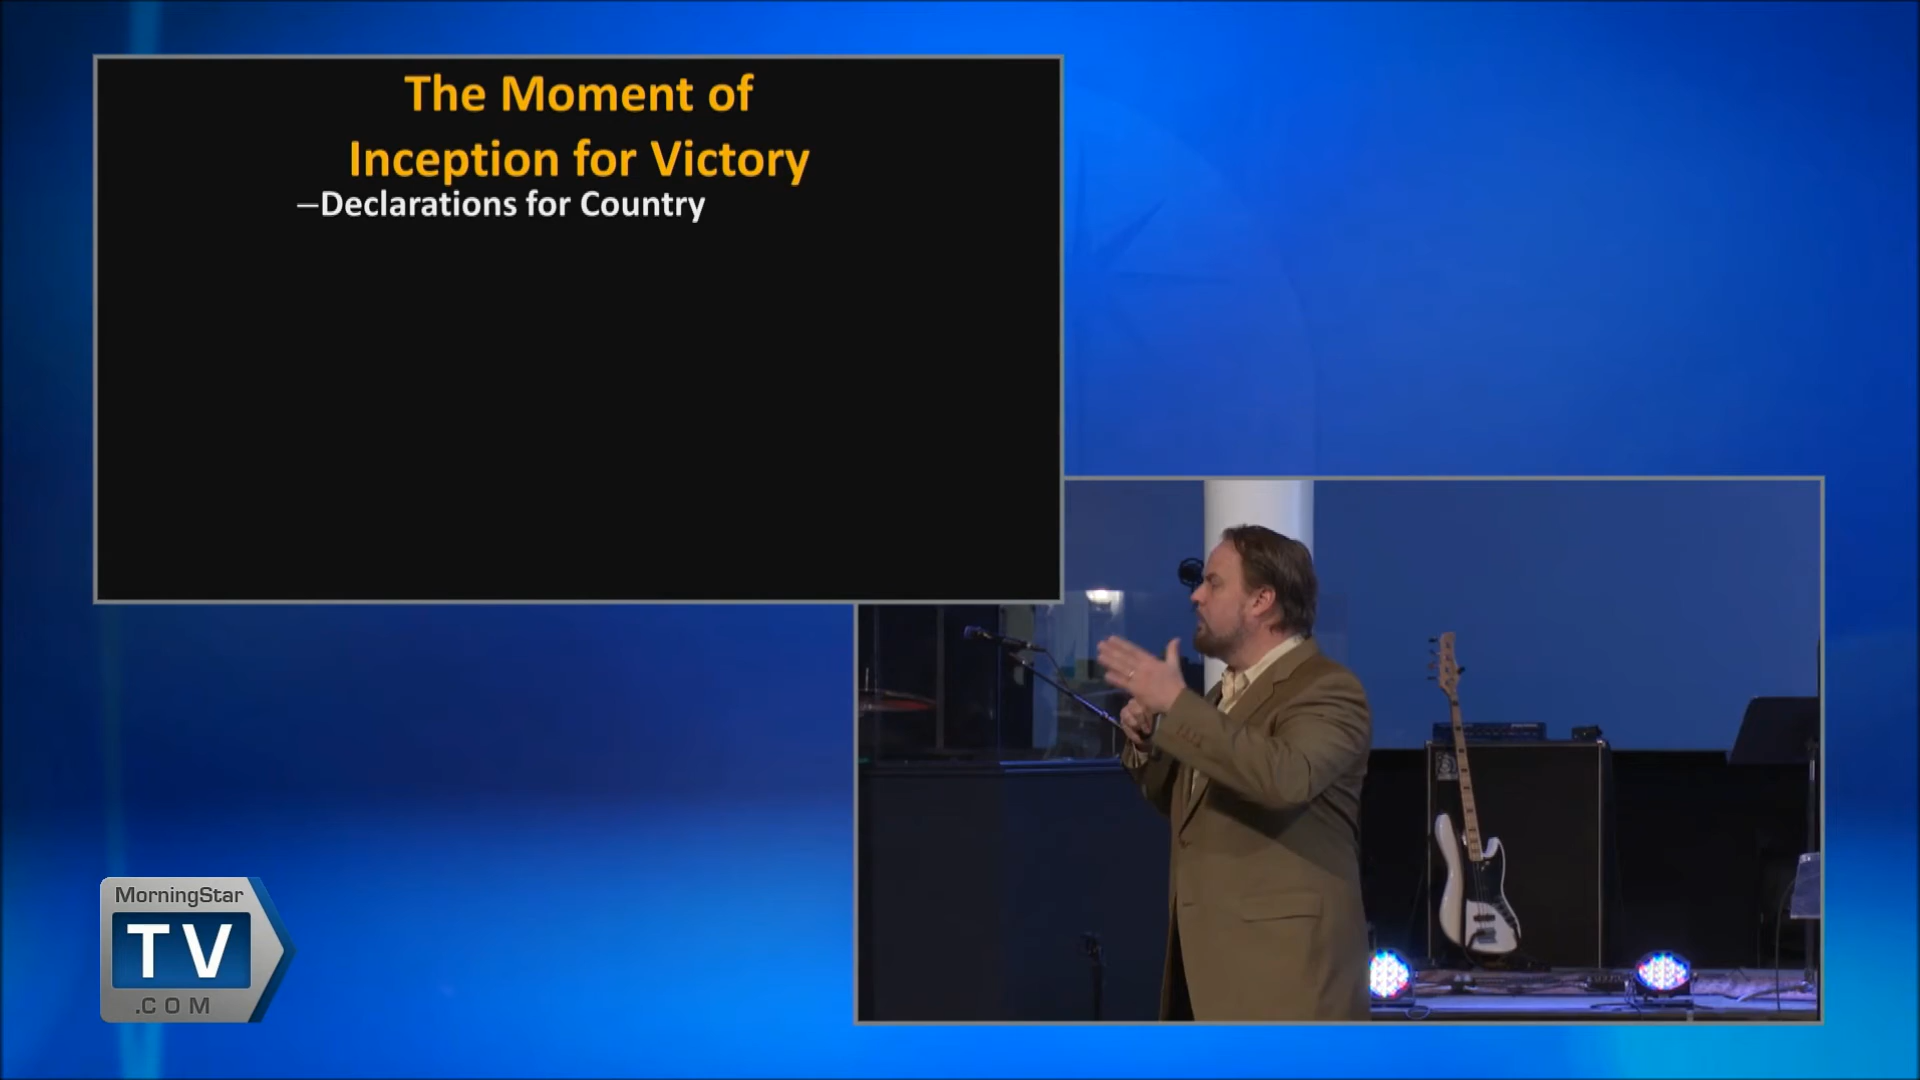 The Moment of
Inception for Victory
–Declarations for Country
MorningStar
TV
.COM